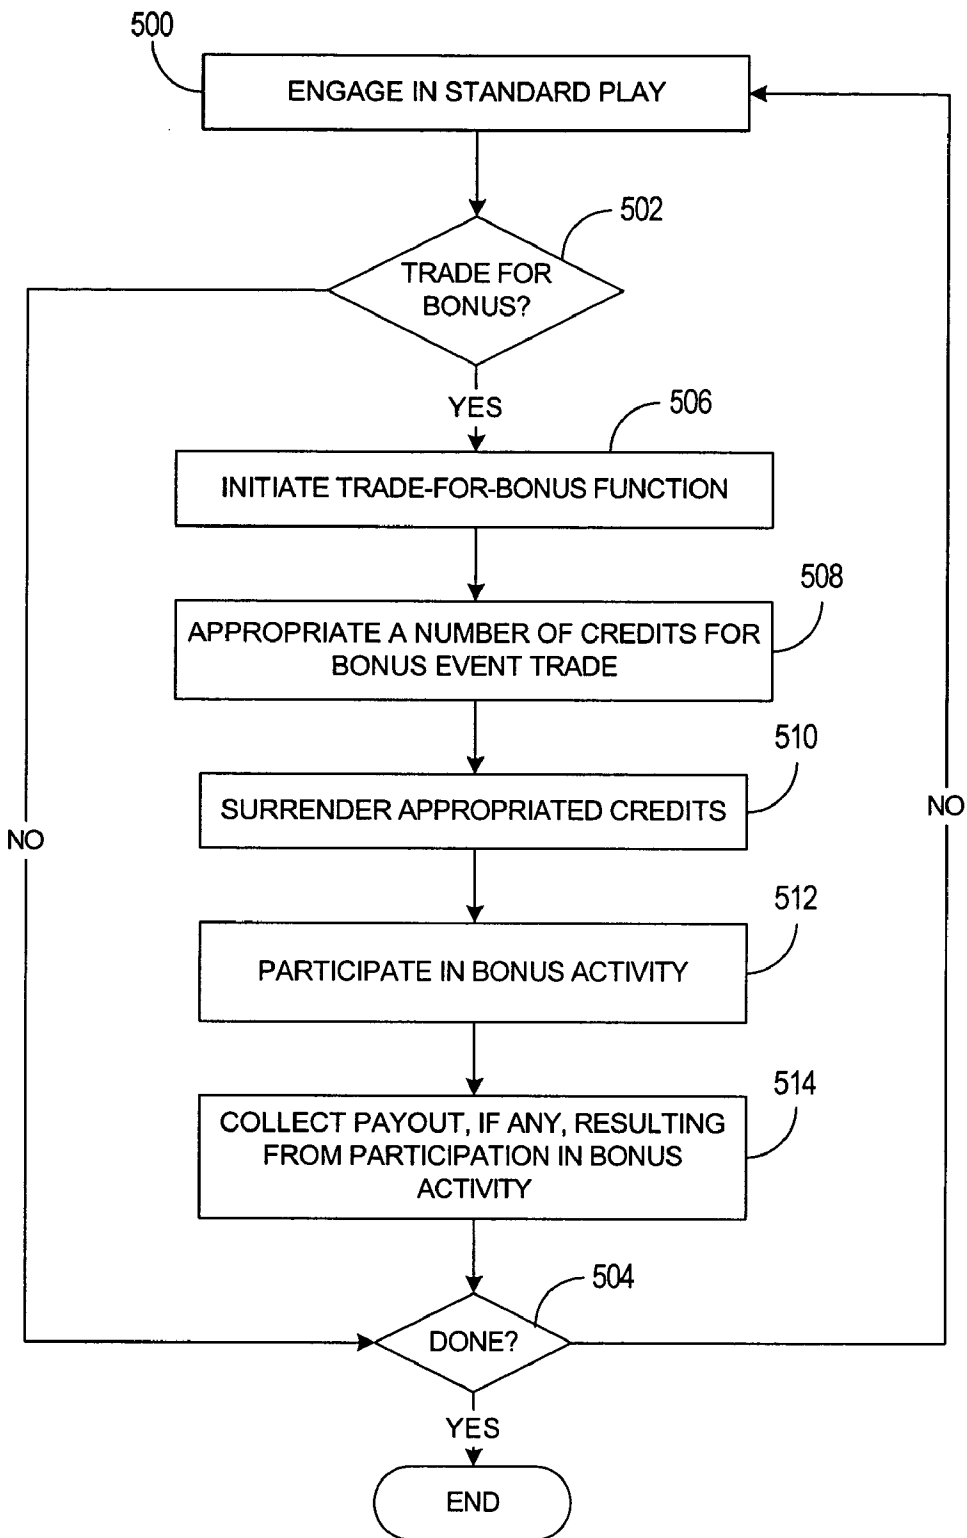 500
ENGAGE IN STANDARD PLAY
502
TRADE FOR
BONUS?
YES
506
INITIATE TRADE-FOR-BONUS FUNCTION
508
APPROPRIATE A NUMBER OF CREDITS FOR
BONUS EVENT TRADE
510
SURRENDER APPROPRIATED CREDITS
NO
NO
512
PARTICIPATE IN BONUS ACTIVITY
514
COLLECT PAYOUT, IF ANY, RESULTING
FROM PARTICIPATION IN BONUS
ACTIVITY
504
DONE?
YES
END